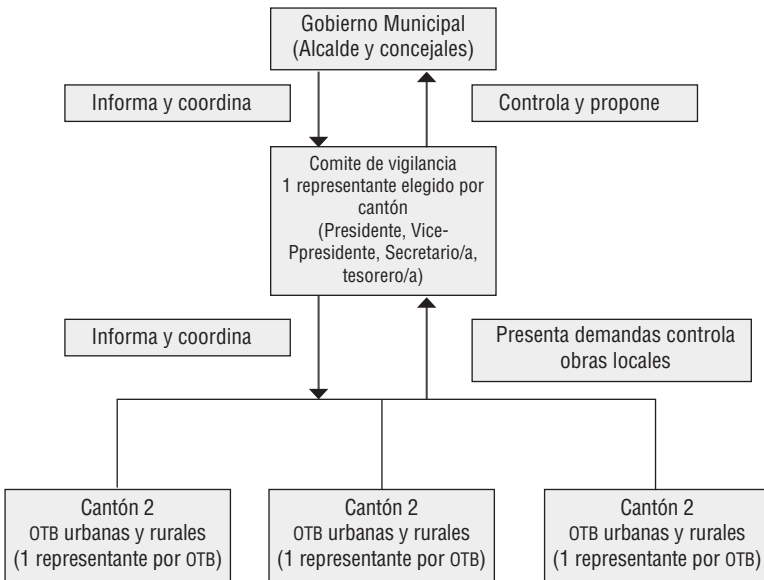 Gobierno Municipal
(Alcalde y concejales)
Informa y coordina
Controla y propone
Comite de vigilancia
1 representante elegido por
cantón
(Presidente, Vice-
Ppresidente, Secretario/a,
tesorero/a)
Informa y coordina
Presenta demandas controla
obras locales
Cantón 2
OTB urbanas y rurales
(1 representante por OTB)
Cantón 2
OTB urbanas y rurales
(1 representante por OTB)
Cantón 2
OTB urbanas y rurales
(1 representante por OTB)